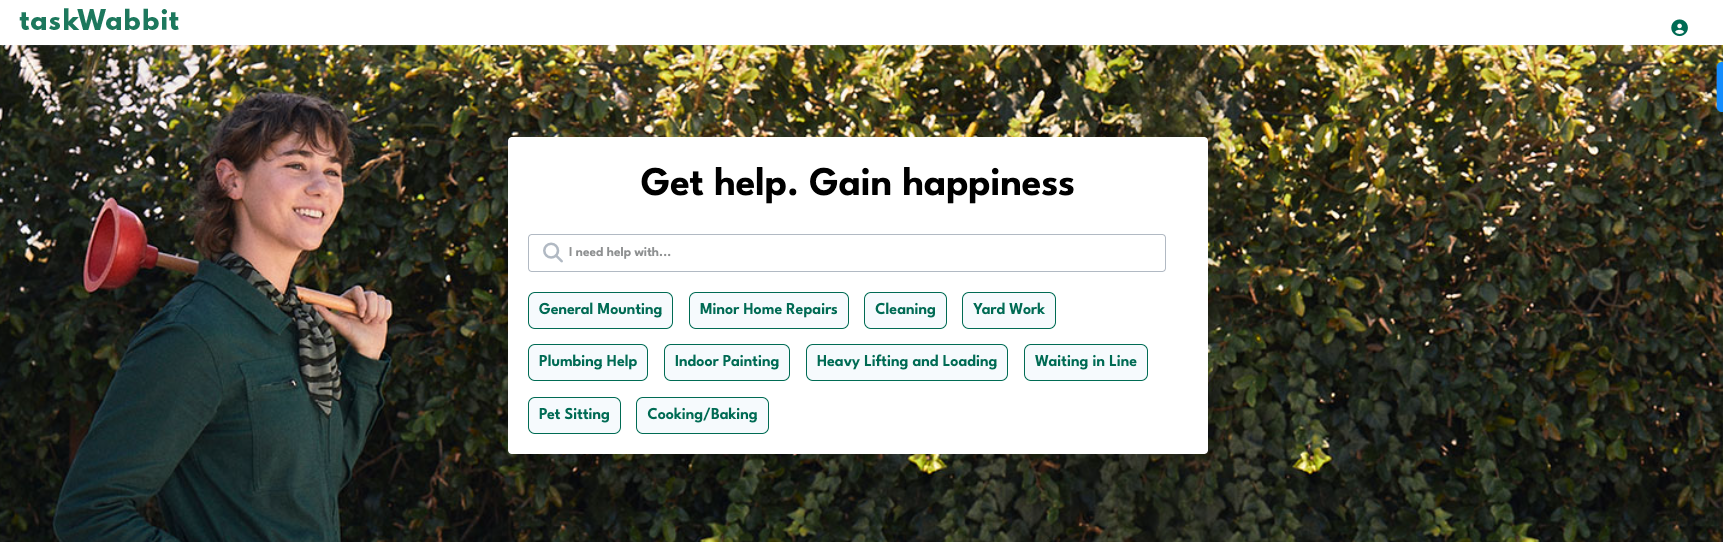 taskWabbit
Get help. Gain happiness
I need help with...
General Mounting
Minor Home Repairs
Cleaning
Yard Work
Plumbing Help
Indoor Painting
Heavy Lifting and Loading
Waiting in Line
Pet Sitting
Cooking/Baking